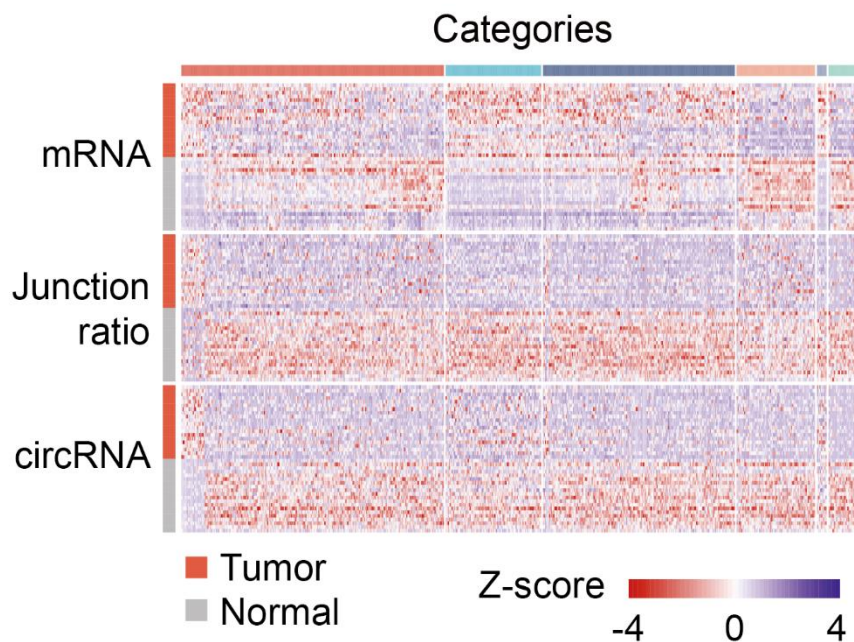 Categories
mRNA
Junction
ratio
circRNA
Tumor
Normal
Z-score
-4 0 4